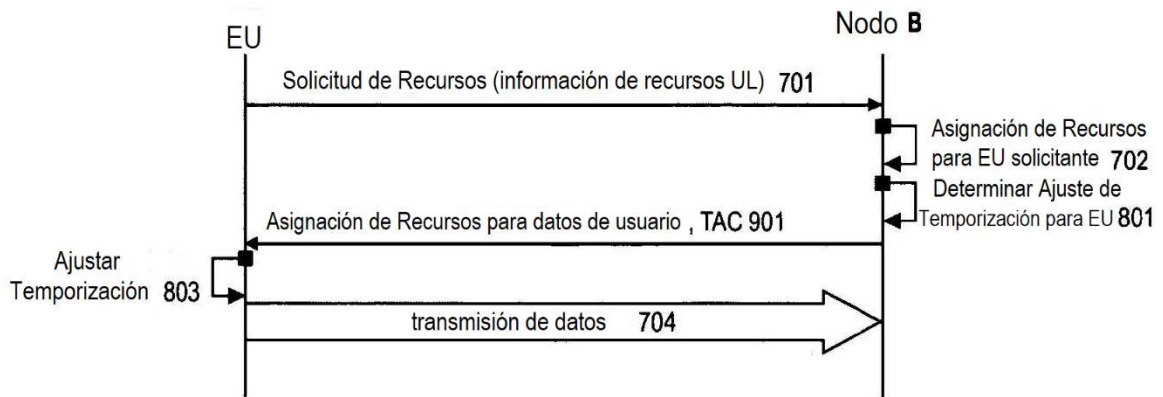 EU
Nodo B
Solicitud de Recursos (información de recursos UL) 701
Asignación de Recursos
para EU solicitante 702
Determinar Ajuste de
Temporización para EU 801
Asignación de Recursos para datos de usuario , TAC 901
Ajustar
Temporización 803
transmisión de datos 704